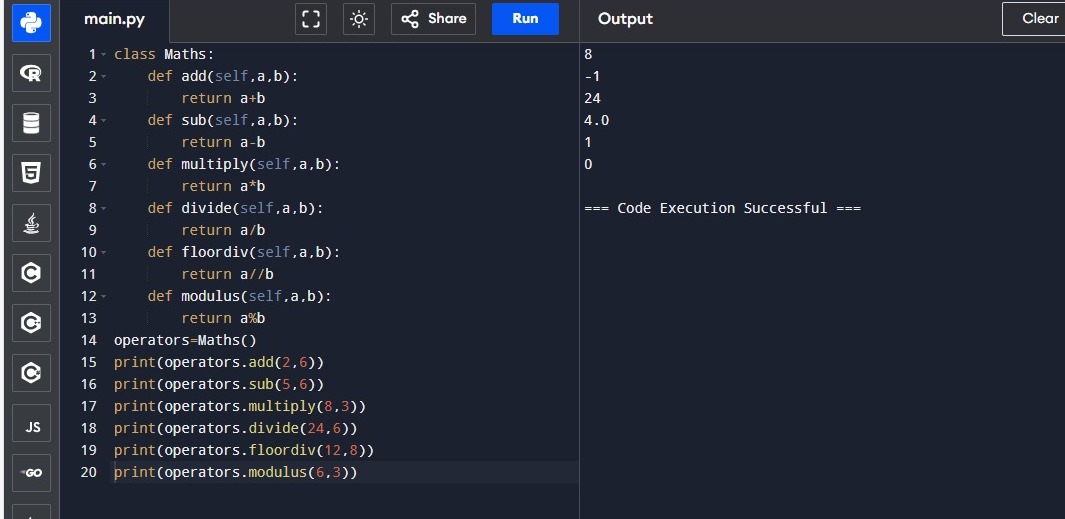 main.py
Share
Run
Output
Clear
1 class Maths:
2 def add(self,a,b):
3 return a+b
4 def sub(self,a,b):
5 return a-b
6 def multiply(self,a,b):
7 return a*b
8 def divide(self,a,b):
9 return a/b
10 def floordiv(self,a,b):
11 return a//b
12 def modulus(self,a,b):
13 return a%b
14 operators=Maths()
15 print(operators.add(2,6))
16 print(operators.sub(5,6))
17 print(operators.multiply(8,3))
18 print(operators.divide(24,6))
19 print(operators.floordiv(12,8))
20 print(operators.modulus(6,3))
8
-1
24
4.0
1
0
=== Code Execution Successful ===
R
5
C
C
C
JS
GO